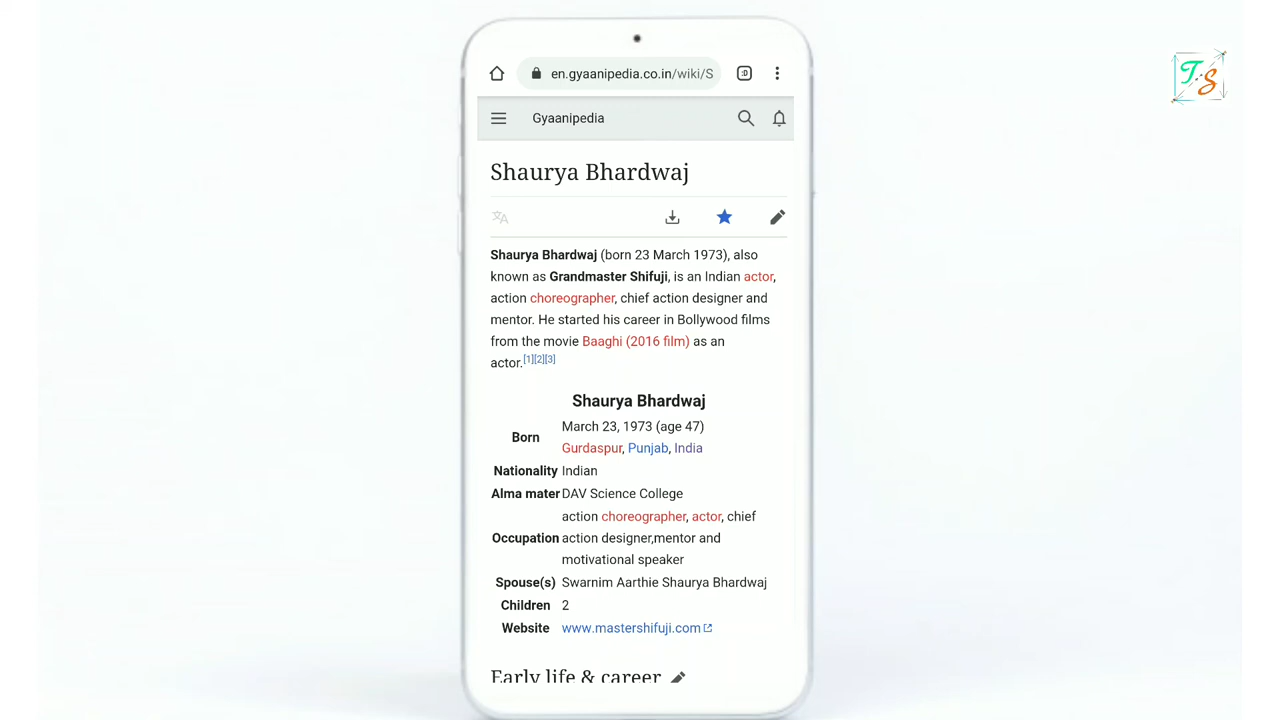 en.gyaanipedia.co.in/wiki/S
:D
Gyaanipedia
T.S
Shaurya Bhardwaj
Shaurya Bhardwaj (born 23 March 1973), also
known as Grandmaster Shifuji, is an Indian actor,
action choreographer, chief action designer and
mentor. He started his career in Bollywood films
from the movie Baaghi (2016 film) as an
actor.[1][2][3]
Shaurya Bhardwaj
Born March 23, 1973 (age 47)
Gurdaspur, Punjab, India
Nationality Indian
Alma mater DAV Science College
Occupation action choreographer, actor, chief
action designer,mentor and
motivational speaker
Spouse(s) Swarnim Aarthie Shaurya Bhardwaj
Children 2
Website www.mastershifuji.com
Early life & career